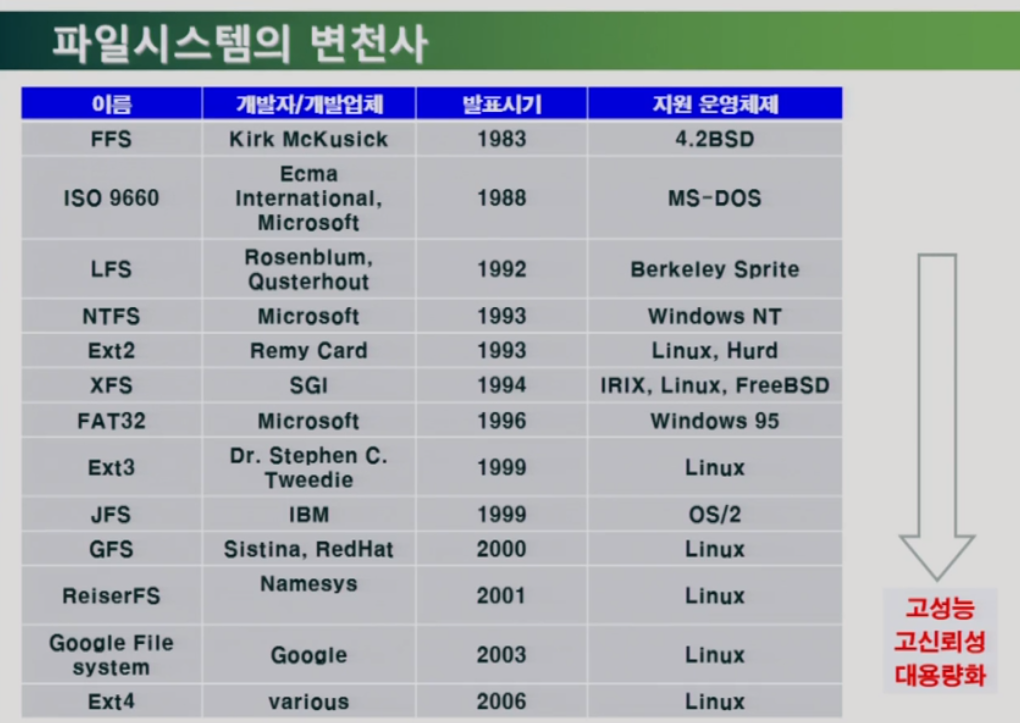 파일시스템의 변천사
이름 개발자/개발업체 발표시기 지원 운영체제
FFS Kirk McKusick 1983 4.2BSD
Ecma
ISO 9660 International, 1988 MS-DOS
Microsoft
Rosenblum,
LFS 1992 Berkeley Sprite
Qusterhout
NTFS Microsoft 1993 Windows NT
Ext2 Remy Card 1993 Linux, Hurd
XFS SGI 1994 IRIX, Linux, FreeBSD
FAT32 Microsoft 1996 Windows 95
Dr. Stephen C.
Ext3 1999 Linux
Tweedie
JFS IBM 1999 OS/2
GFS Sistina, RedHat 2000 Linux
Namesys
ReiserFS 2001 Linux
Google File
Google 2003 Linux
system
Ext4 various 2006 Linux
고성능
고신뢰성
대용량화